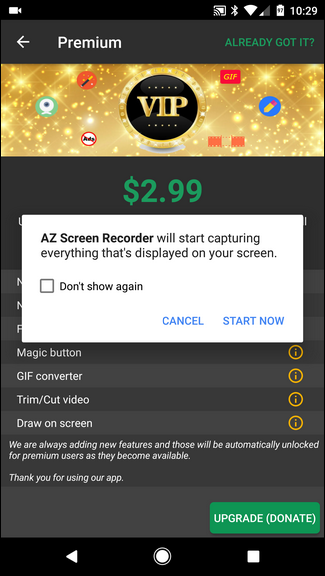 10:29
Premium
ALREADY GOT IT?
GIF
VIP
Ads
$2.99
AZ Screen Recorder will start capturing
everything that's displayed on your screen.
Don't show again
CANCEL
START NOW
Magic button
GIF converter
Trim/Cut video
Draw on screen
We are always adding new features and those will be automatically unlocked
for premium users as they become available.
Thank you for using our app.
UPGRADE (DONATE)